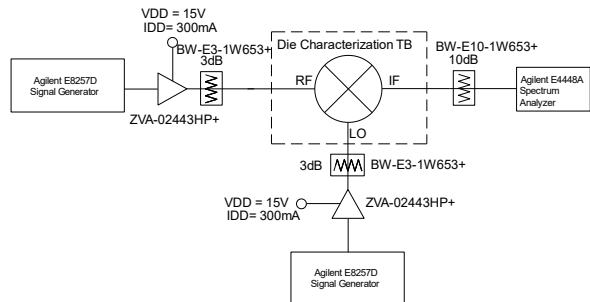 VDD = 15V
IDD= 300mA
BW-E3-1W653+
3dB
Die Characterization TB
BW-E10-1W653+
10dB
Agilent E8257D
Signal Generator
RF
IF
Agilent E4448A
Spectrum
Analyzer
ZVA-02443HP+
LO
3dB
BW-E3-1W653+
VDD = 15V
IDD= 300mA
ZVA-02443HP+
Agilent E8257D
Signal Generator